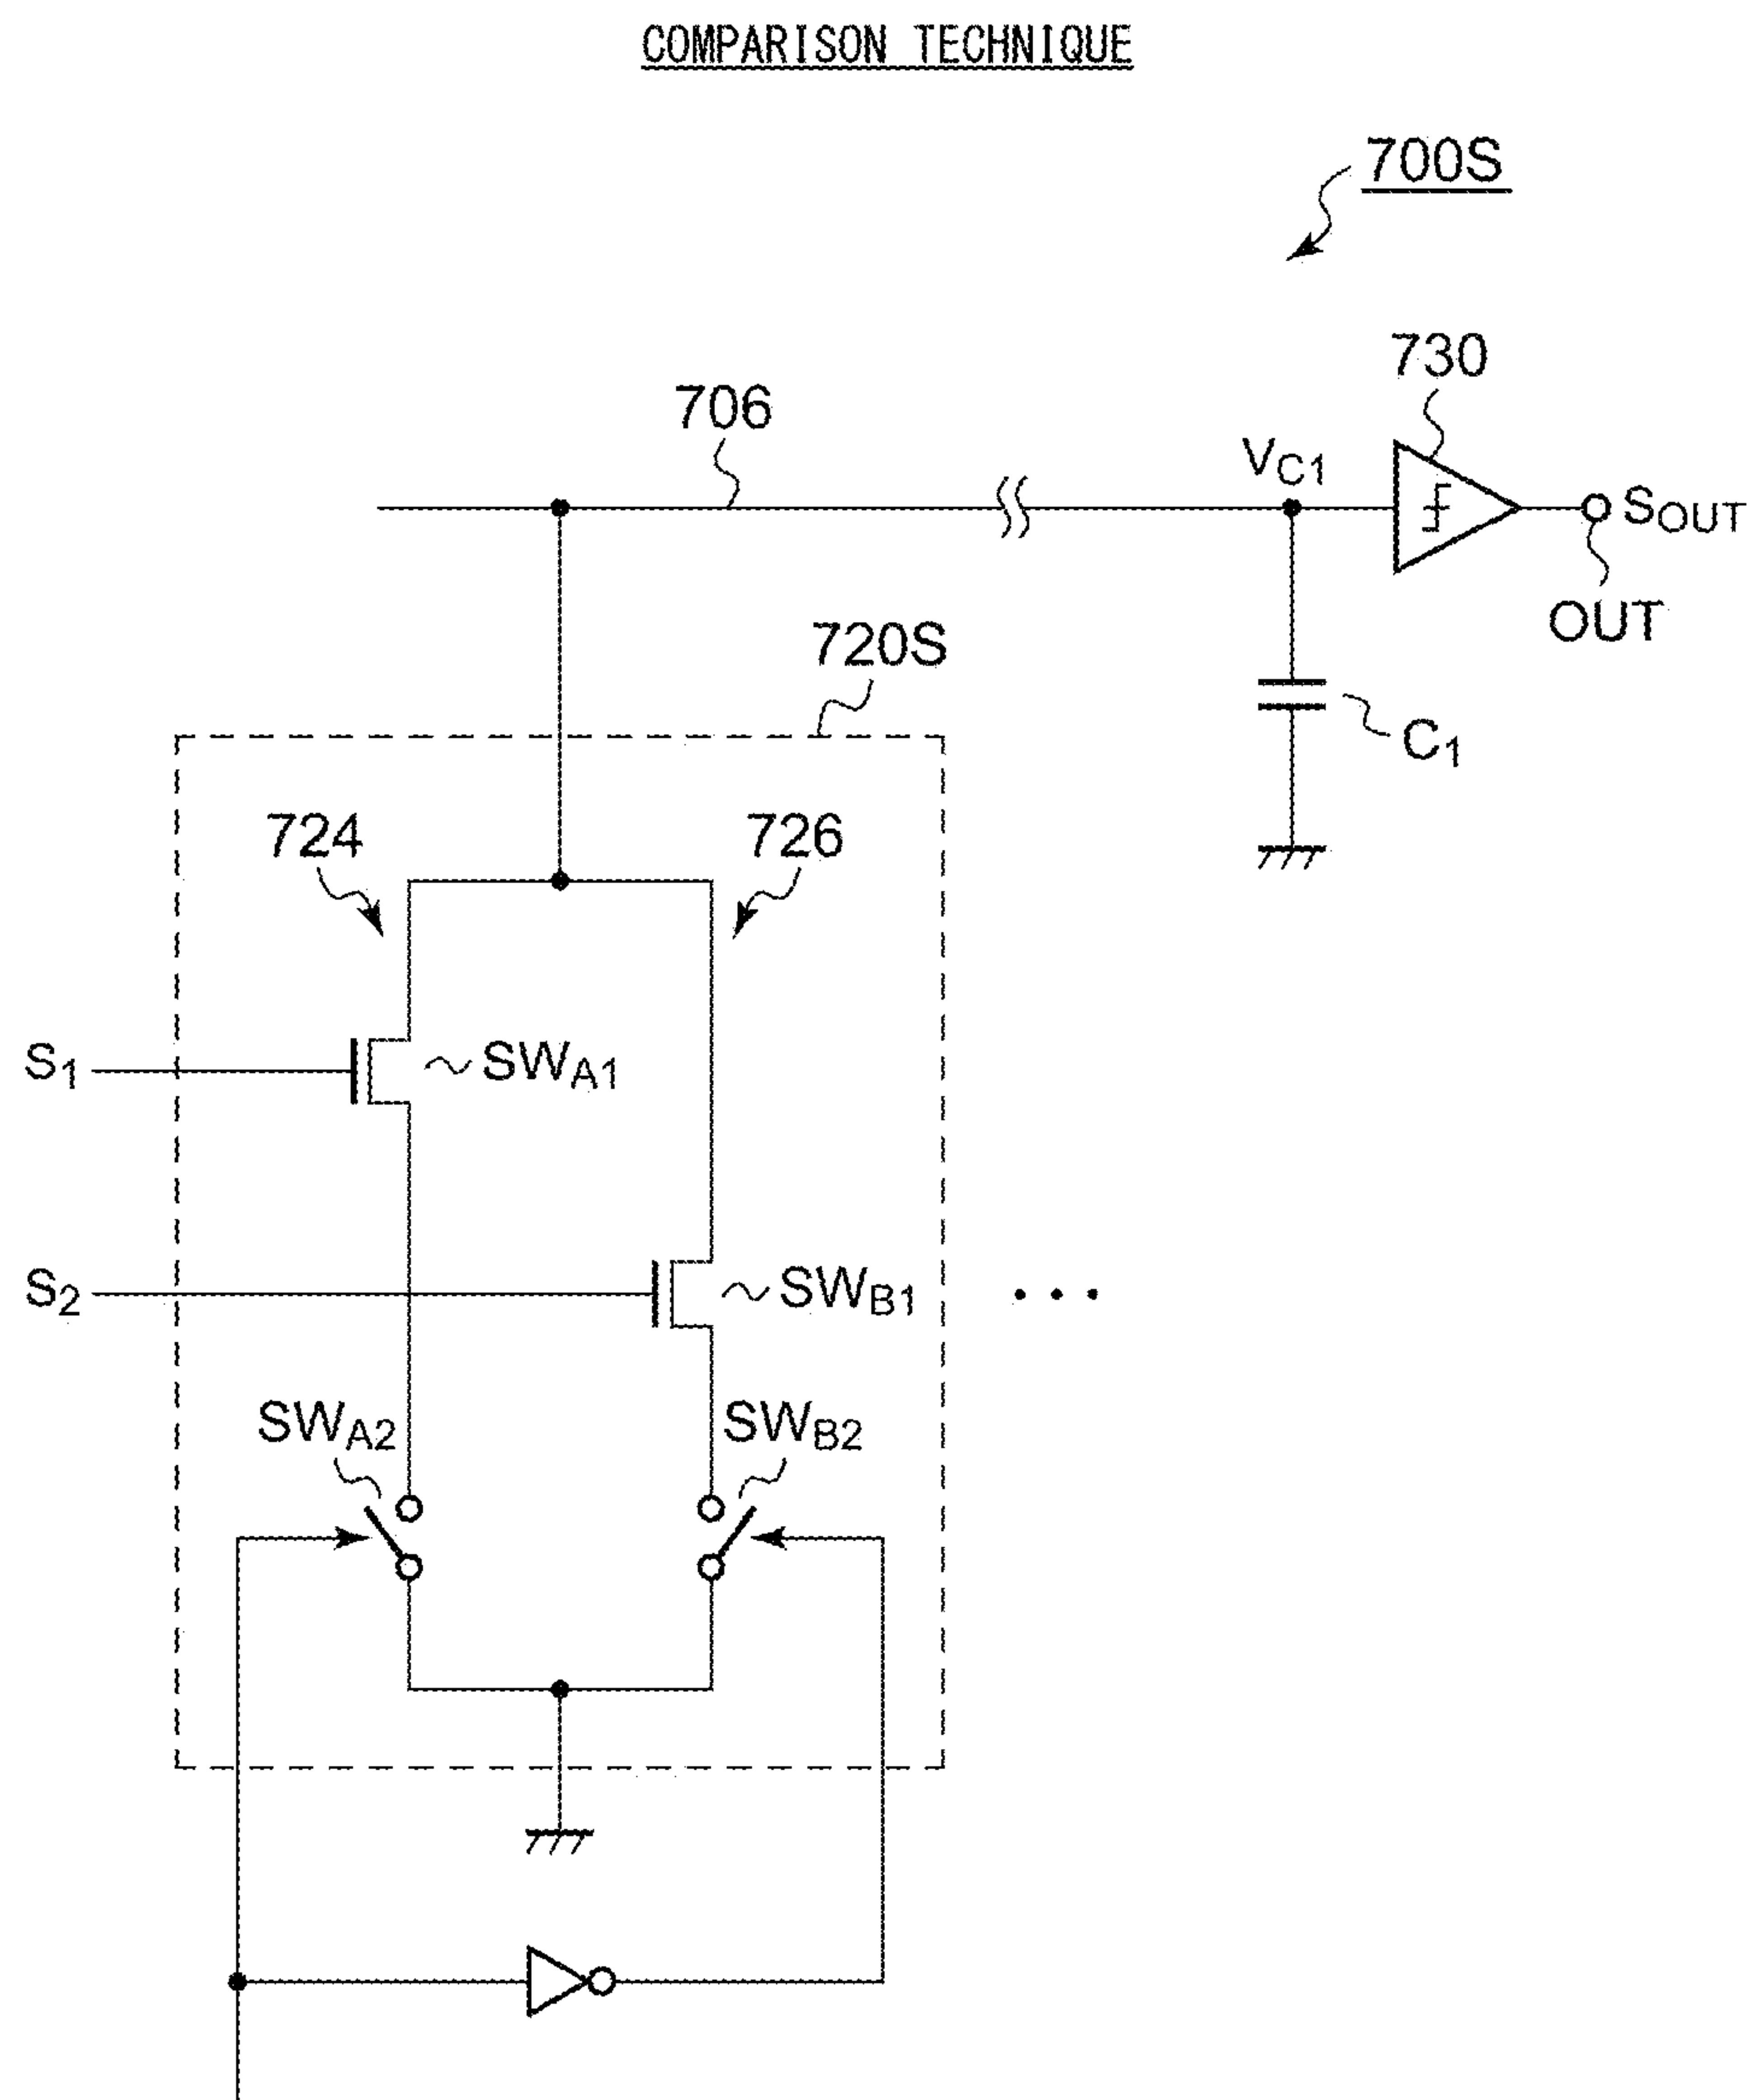 COMPARISON TECHNIQUE
700S
730
706
VC1
SOUT
OUT
720S
C1
724
726
S1
SWA1
S2
SWB1
SWA2
SWB2